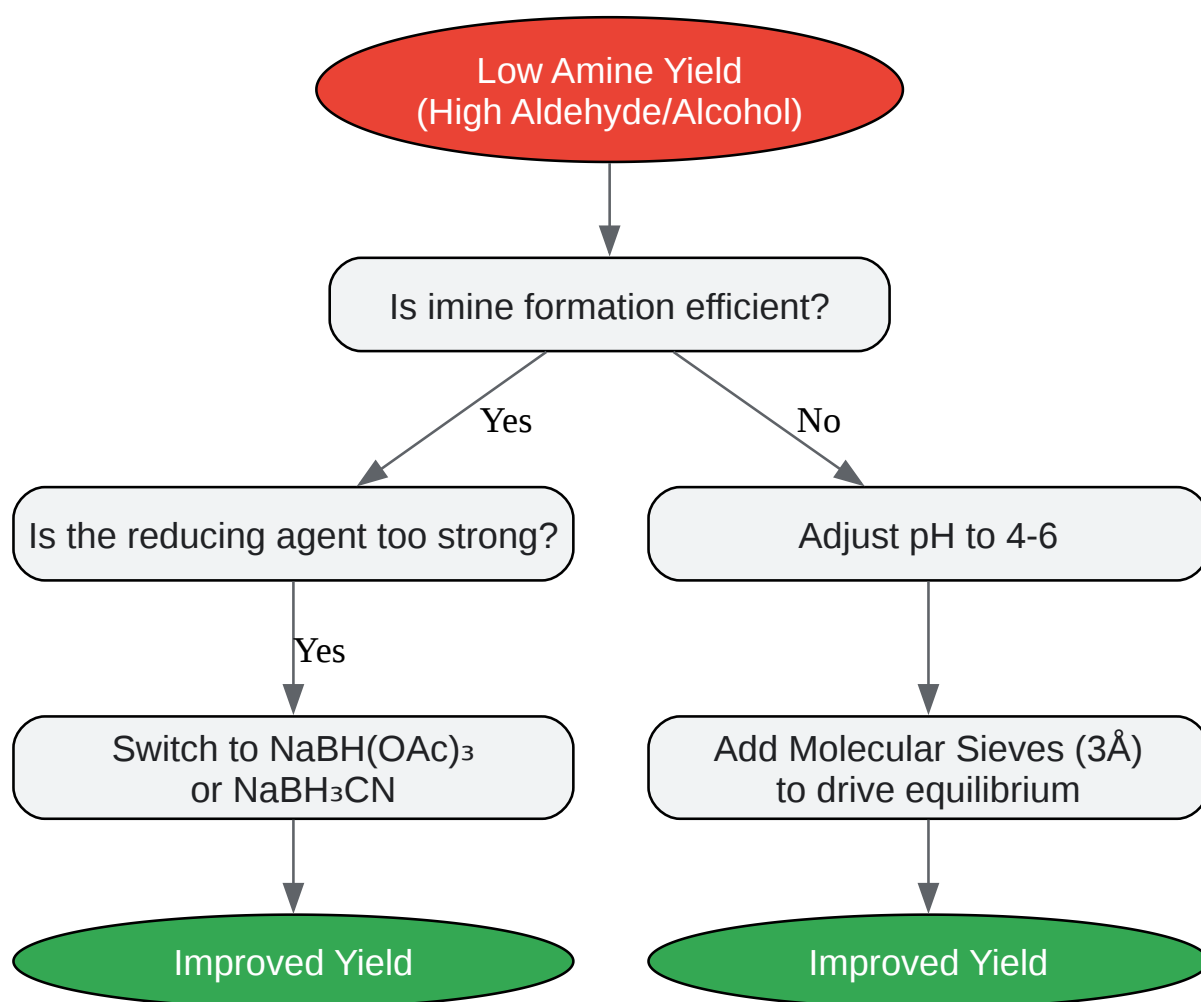 Low Amine Yield
(High Aldehyde/Alcohol)
Is imine formation efficient?
Yes
No
Is the reducing agent too strong?
Adjust pH to 4-6
Yes
Switch to NaBH(OAc)₃
or NaBH₃CN
Add Molecular Sieves (3Å)
to drive equilibrium
Improved Yield
Improved Yield